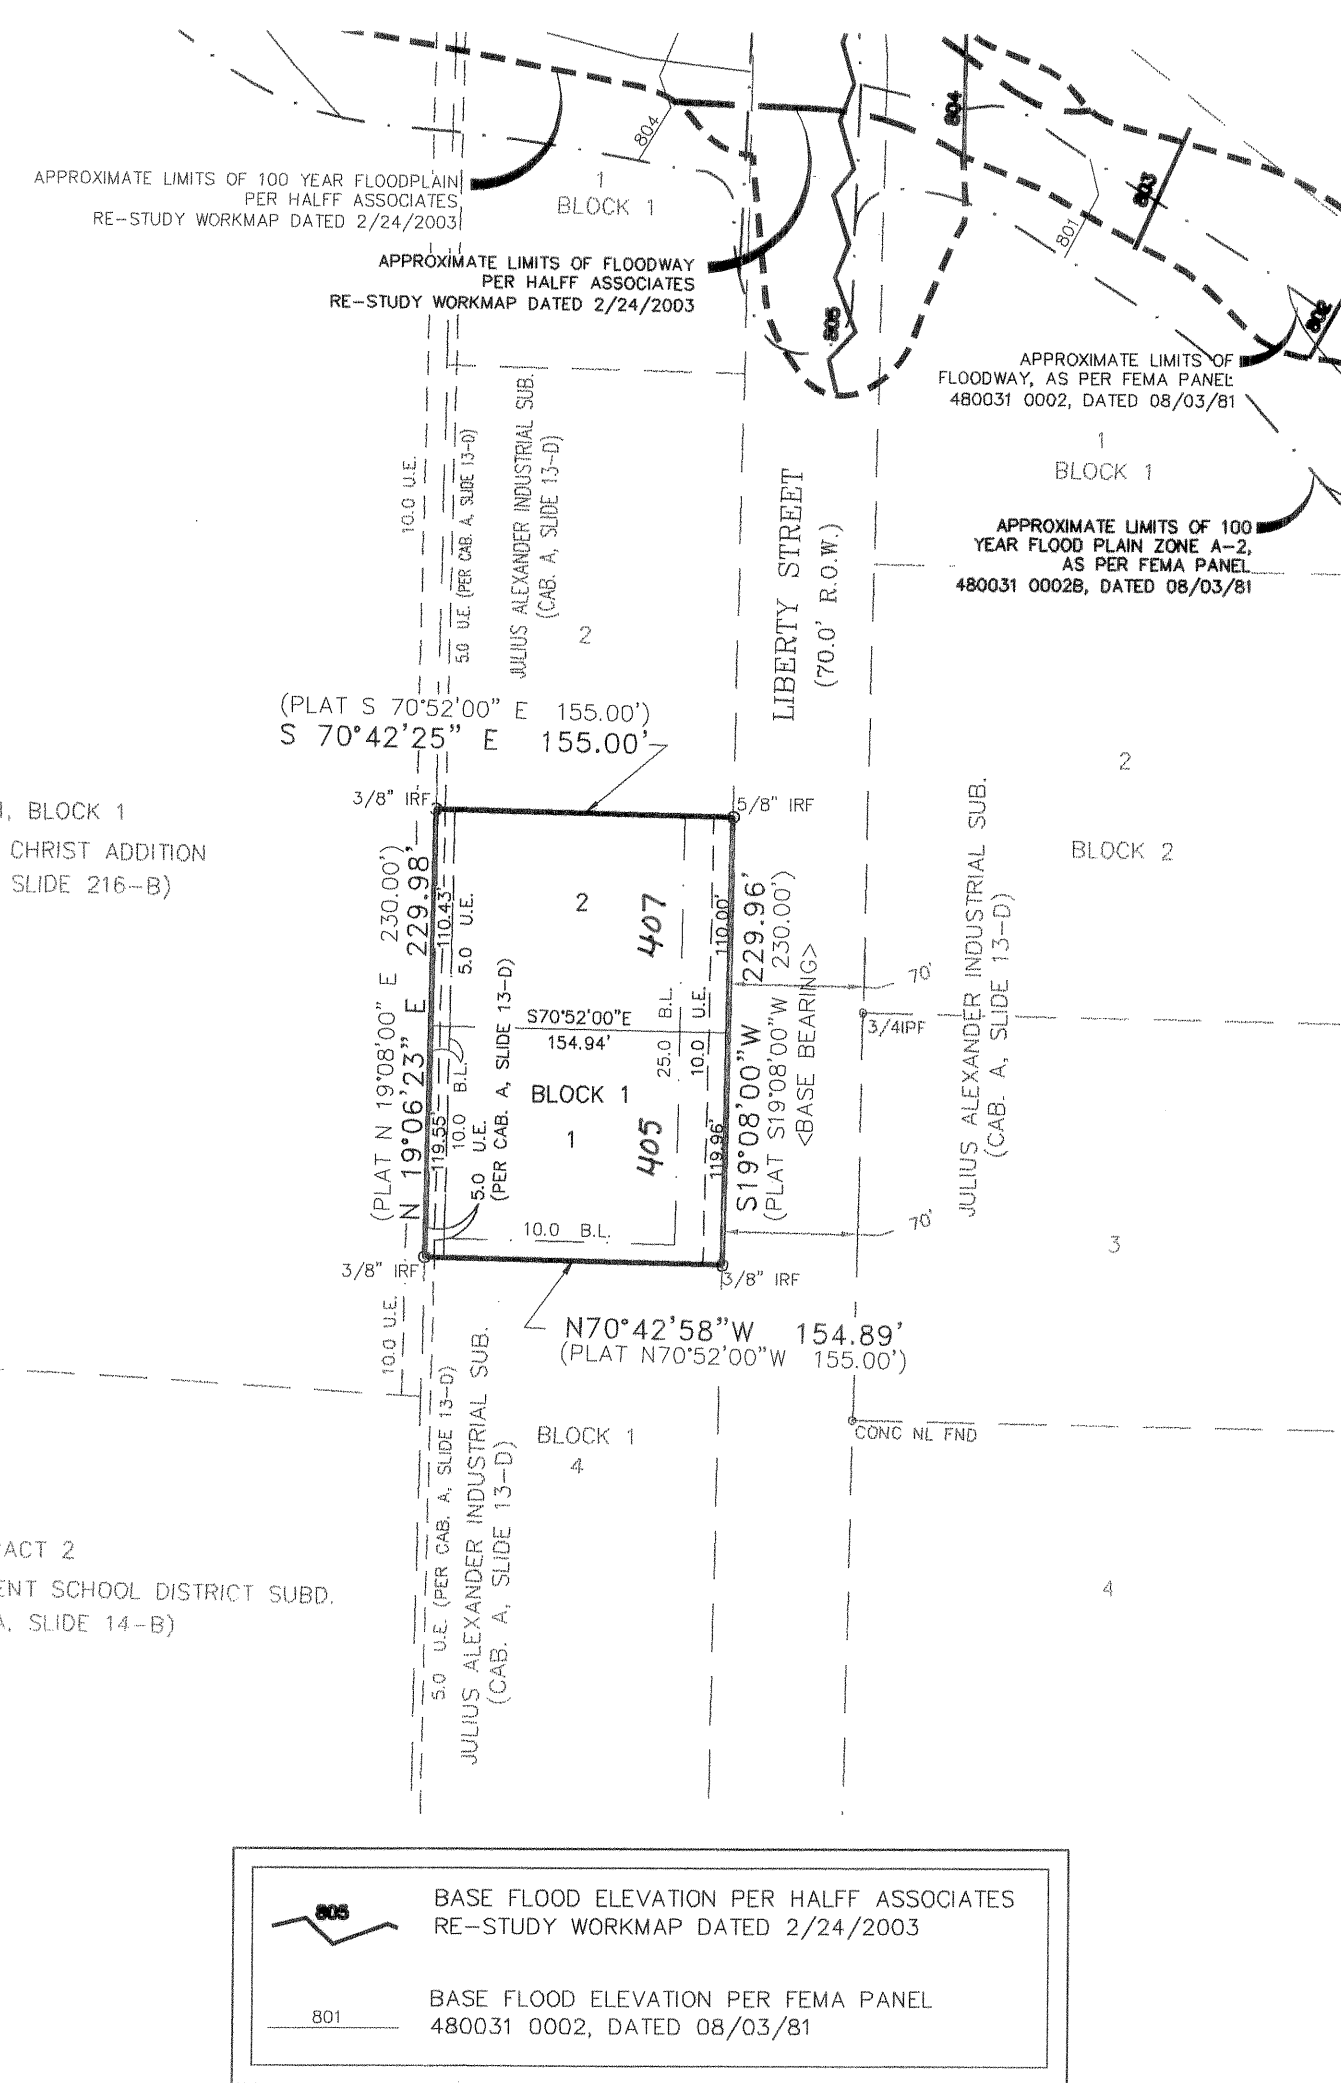 804
804
803
801
802
805
APPROXIMATE LIMITS OF 100 YEAR FLOODPLAIN
PER HALFF ASSOCIATES
RE-STUDY WORKMAP DATED 2/24/2003
1
BLOCK 1
APPROXIMATE LIMITS OF FLOODWAY
PER HALFF ASSOCIATES
RE-STUDY WORKMAP DATED 2/24/2003
APPROXIMATE LIMITS OF
FLOODWAY, AS PER FEMA PANEL
480031 0002, DATED 08/03/81
1
BLOCK 1
APPROXIMATE LIMITS OF 100
YEAR FLOOD PLAIN ZONE A-2,
AS PER FEMA PANEL
480031 0002B, DATED 08/03/81
10.0 U.E.
5.0 U.E. (PER CAB. A, SLIDE 13-D)
JULIUS ALEXANDER INDUSTRIAL SUB.
(CAB. A, SLIDE 13-D)
2
LIBERTY STREET
(70.0' R.O.W.)
(PLAT S 70°52'00" E 155.00')
S 70°42'25" E 155.00'
3/8" IRF
5/8" IRF
, BLOCK 1
CHRIST ADDITION
SLIDE 216-B)
(PLAT N 19°08'00" E 230.00')
N 19°06'23" E 229.98'
110.43'
119.55'
5.0 U.E.
10.0 B.L.
5.0 U.E.
(PER CAB. A, SLIDE 13-D)
2
407
S70°52'00"E
154.94'
BLOCK 1
1
405
25.0 B.L.
10.0 U.E.
110.00'
119.96'
10.0 B.L.
S19°08'00"W 229.96'
(PLAT S19°08'00"W 230.00')
<BASE BEARING>
70'
3/4IPF
70'
JULIUS ALEXANDER INDUSTRIAL SUB.
(CAB. A, SLIDE 13-D)
2
BLOCK 2
3
3/8" IRF
3/8" IRF
N70°42'58"W 154.89'
(PLAT N70°52'00"W 155.00')
10.0 U.E.
5.0 U.E. (PER CAB. A, SLIDE 13-D)
JULIUS ALEXANDER INDUSTRIAL SUB.
(CAB. A, SLIDE 13-D)
BLOCK 1
4
CONC NL FND
4
ACT 2
ENT SCHOOL DISTRICT SUBD.
A, SLIDE 14-B)
805
BASE FLOOD ELEVATION PER HALFF ASSOCIATES
RE-STUDY WORKMAP DATED 2/24/2003
801
BASE FLOOD ELEVATION PER FEMA PANEL
480031 0002, DATED 08/03/81